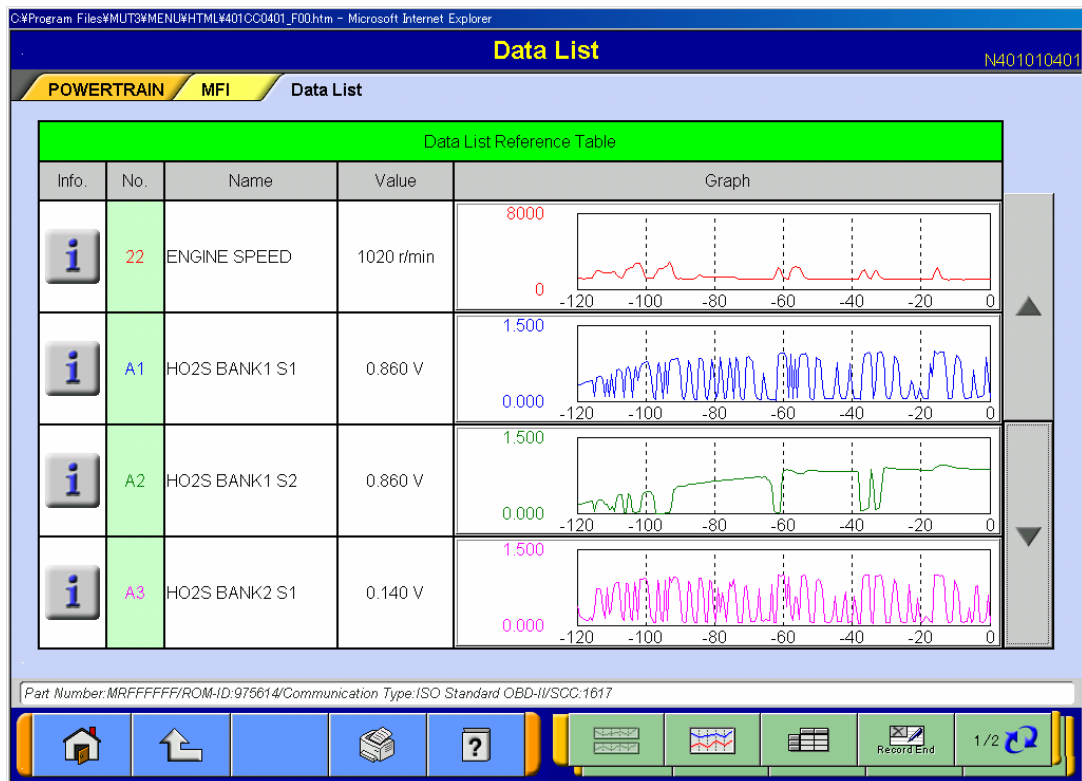 C:¥Program Files¥MUT3¥MENU¥HTML¥401CC0401_F00.htm - Microsoft Internet Explorer
Data List
N401010401
POWERTRAIN MFI Data List
Data List Reference Table
Info. No. Name Value Graph
22 ENGINE SPEED 1020 r/min
8000
0
-120 -100 -80 -60 -40 -20 0
A1 HO2S BANK1 S1 0.860 V
1.500
0.000
-120 -100 -80 -60 -40 -20 0
A2 HO2S BANK1 S2 0.860 V
1.500
0.000
-120 -100 -80 -60 -40 -20 0
A3 HO2S BANK2 S1 0.140 V
1.500
0.000
-120 -100 -80 -60 -40 -20 0
Part Number:MRFFFFFF/ROM-ID:975614/Communication Type:ISO Standard OBD-II/SCC:1617
?
Record End
1/2